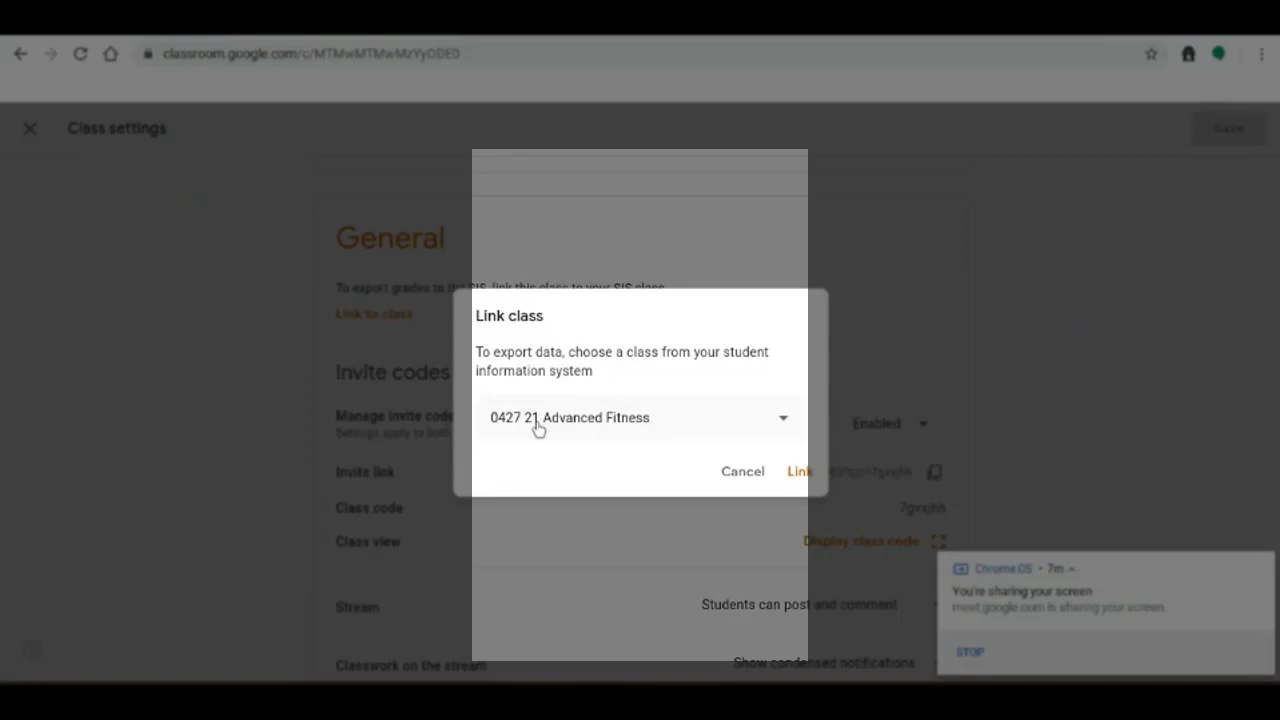 classroom.google.com/c/MTMwMTMwMzYyODE0
Class settings
Save
General
To export grades to the SIS, link this class to your SIS class
Link to class
Link class
To export data, choose a class from your student
information system
0427 21 Advanced Fitness
Cancel Link
Invite codes
Manage invite code
Settings apply to both
Enabled
Invite link
Class code
Class view
Display class code
Stream
Students can post and comment
Classwork on the stream
Show condensed notifications
Chrome OS • 7m
You're sharing your screen
meet.google.com is sharing your screen.
STOP